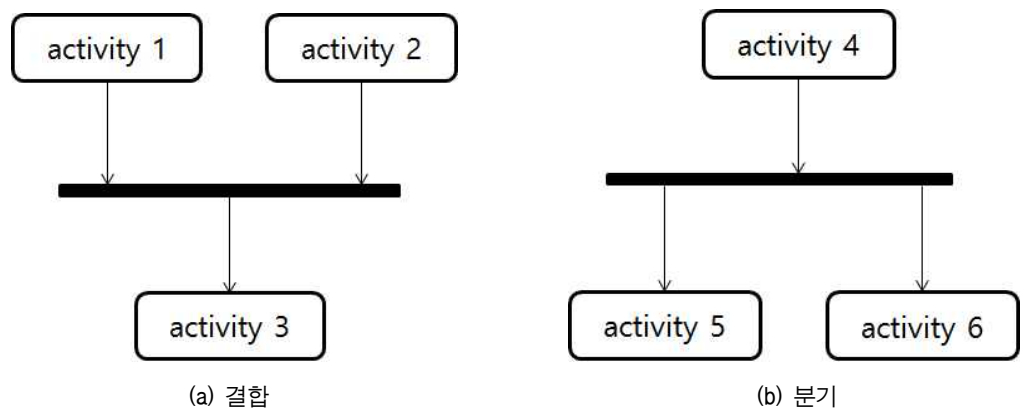 activity 1
activity 2
activity 4
activity 3
activity 5
activity 6
(a) 결합
(b) 분기